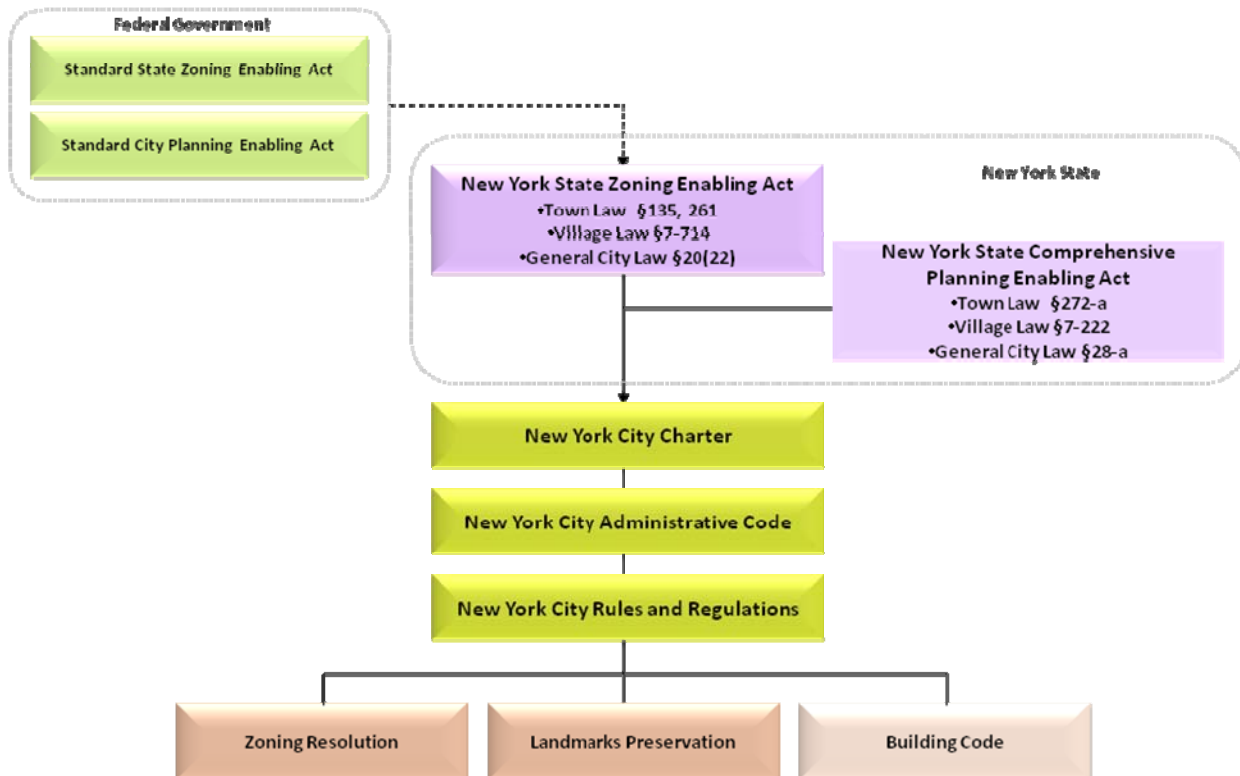 Federal Government
Standard State Zoning Enabling Act
Standard City Planning Enabling Act
New York State
New York State Zoning Enabling Act
•Town Law §135, 261
•Village Law §7-714
•General City Law §20(22)
New York State Comprehensive
Planning Enabling Act
•Town Law §272-a
•Village Law §7-222
•General City Law §28-a
New York City Charter
New York City Administrative Code
New York City Rules and Regulations
Zoning Resolution
Landmarks Preservation
Building Code